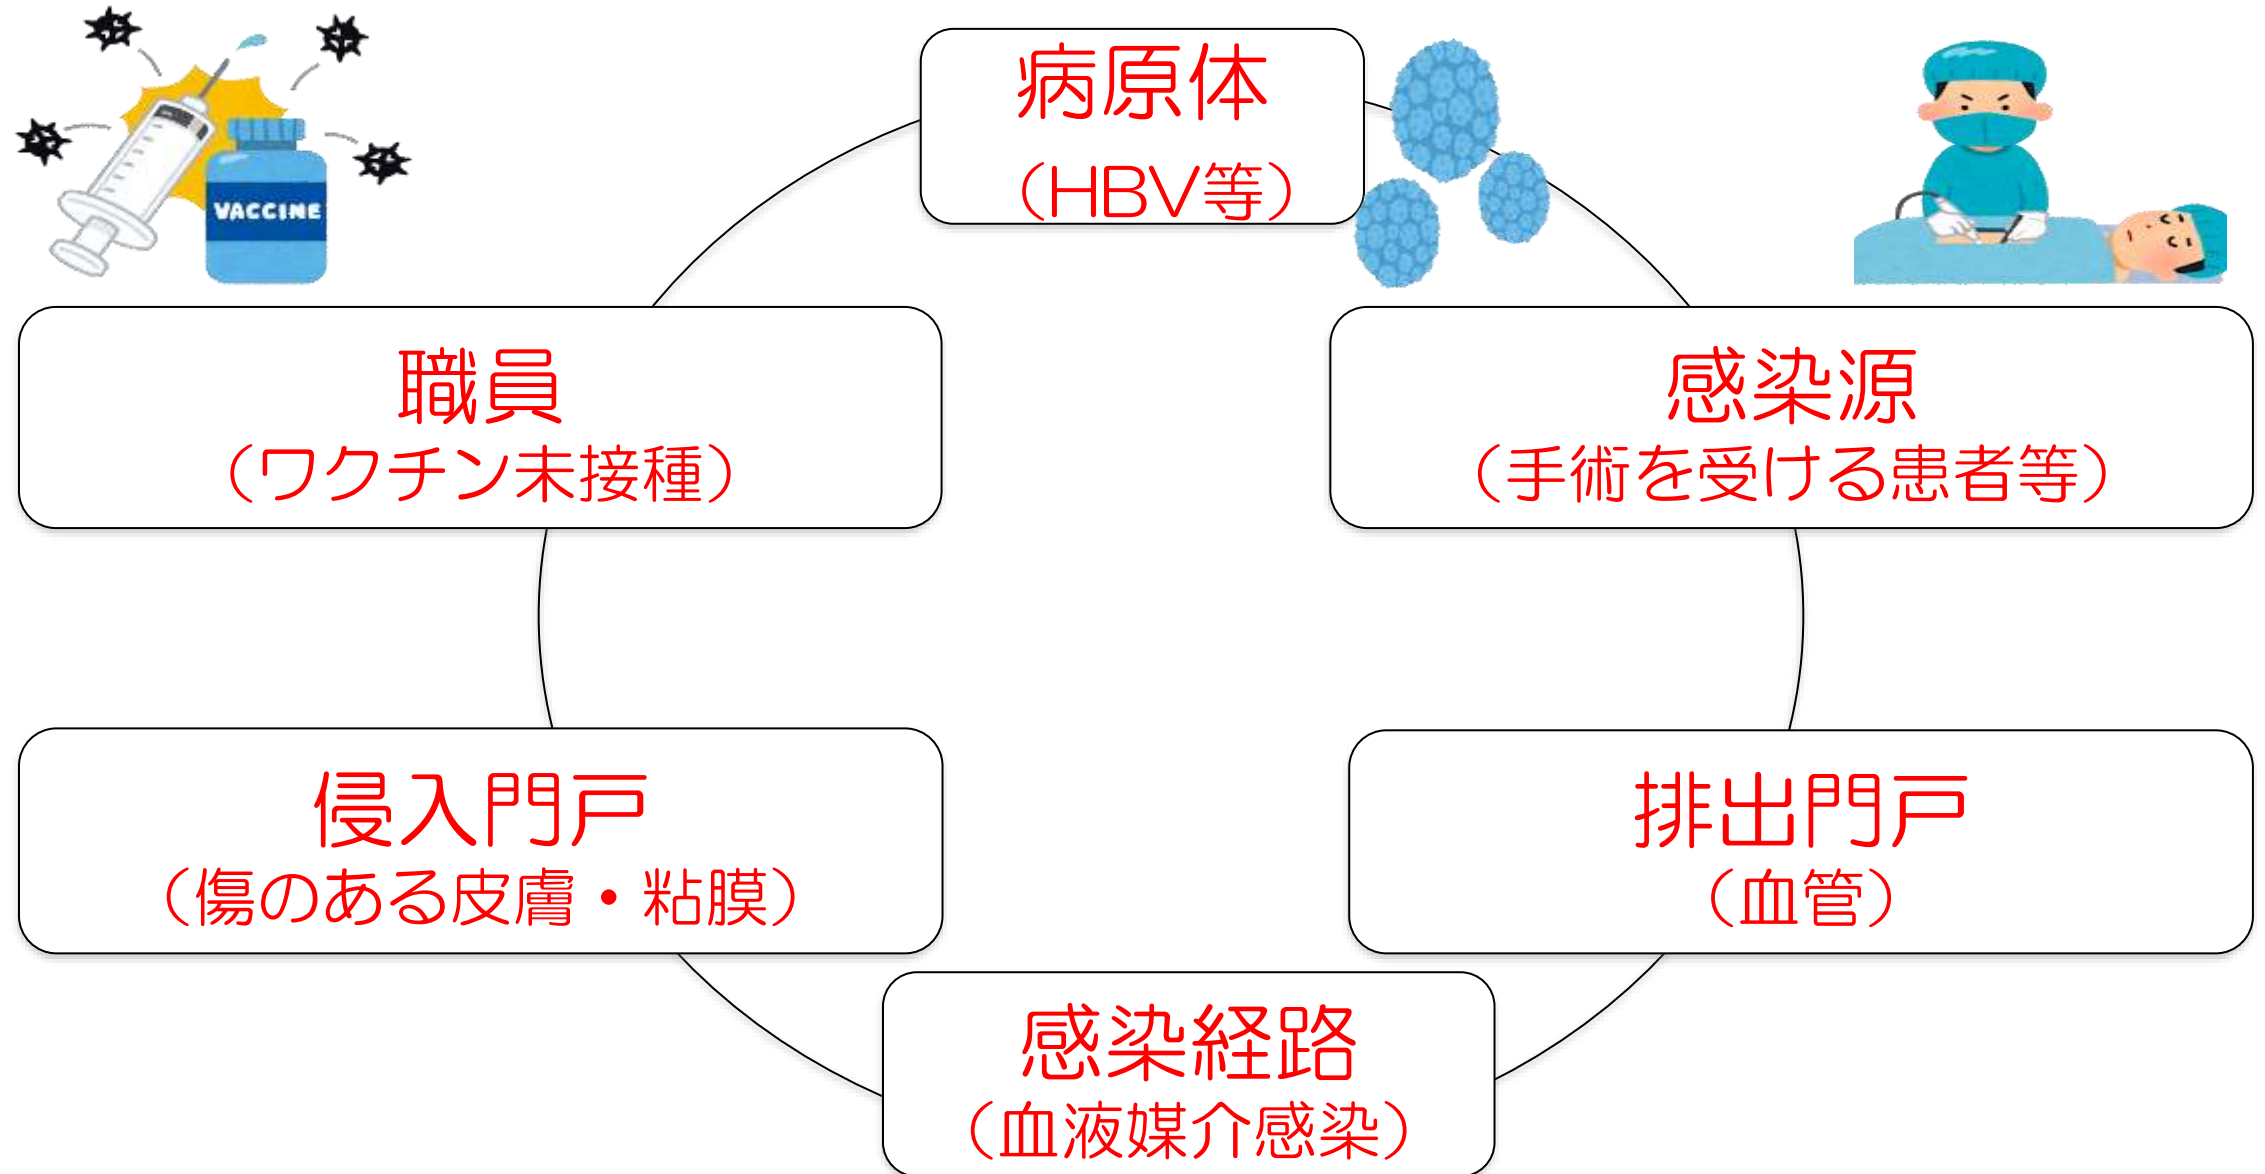 病原体
（HBV等）
VACCINE
職員
（ワクチン未接種）
感染源
（手術を受ける患者等）
侵入門戸
（傷のある皮膚・粘膜）
排出門戸
（血管）
感染経路
（血液媒介感染）